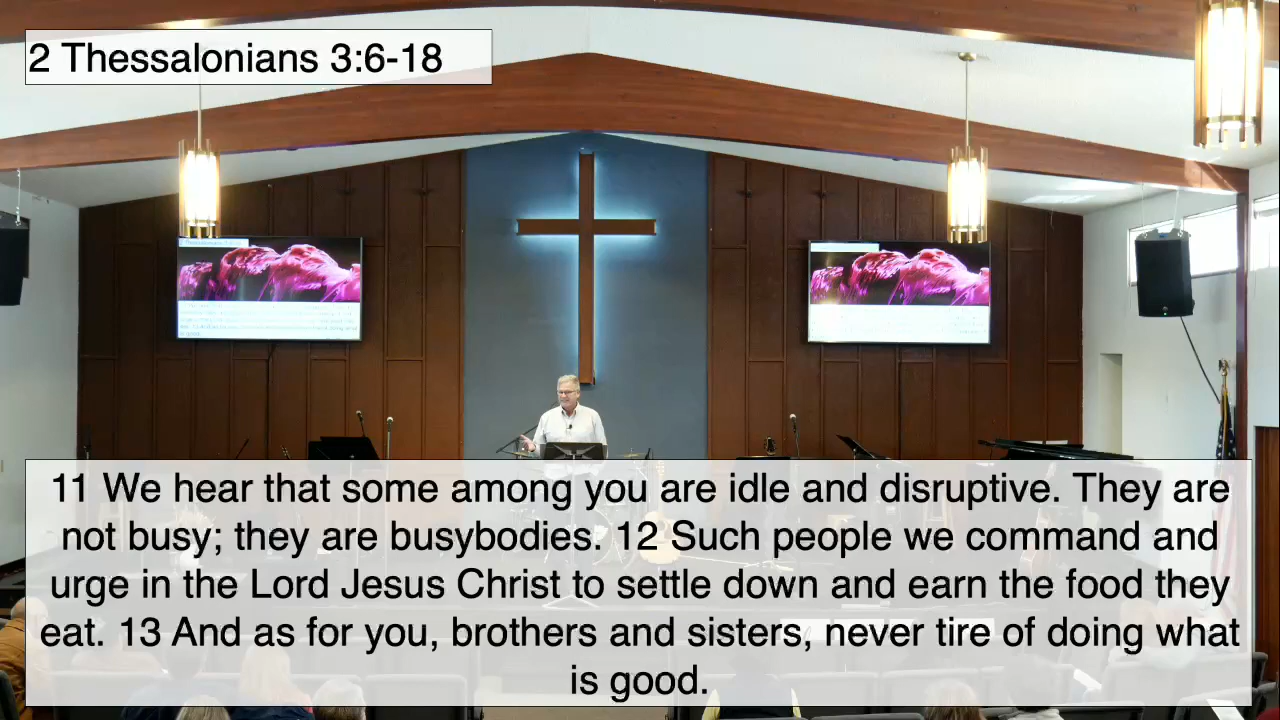 2 Thessalonians 3:6-18
11 We hear that some among you are idle and disruptive. They are
not busy; they are busybodies. 12 Such people we command and
urge in the Lord Jesus Christ to settle down and earn the food they
eat. 13 And as for you, brothers and sisters, never tire of doing what
is good.